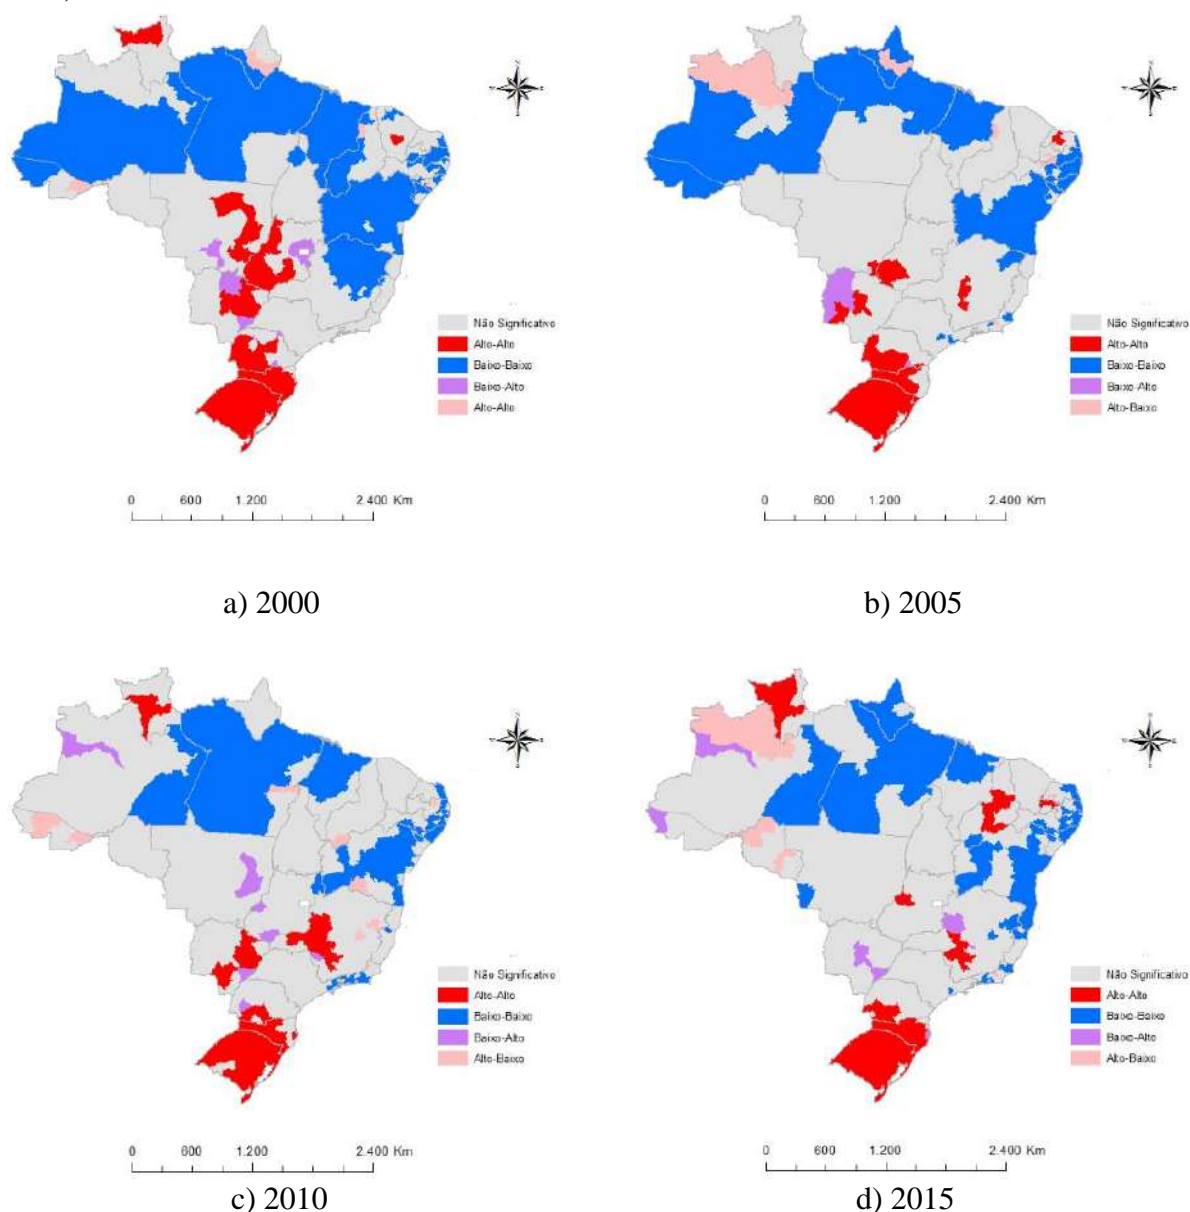 Não Significativo
Alto-Alto
Baixo-Baixo
Baixo-Alto
Alto-Alto
0 600 1.200 2.400 Km
a) 2000
Não Significativo
Alto-Alto
Baixo-Baixo
Baixo-Alto
Alto-Baixo
0 600 1.200 2.400 Km
b) 2005
Não Significativo
Alto-Alto
Baixo-Baixo
Baixo-Alto
Alto-Baixo
0 600 1.200 2.400 Km
c) 2010
Não Significativo
Alto-Alto
Baixo-Baixo
Baixo-Alto
Alto-Baixo
0 600 1.200 2.400 Km
d) 2015